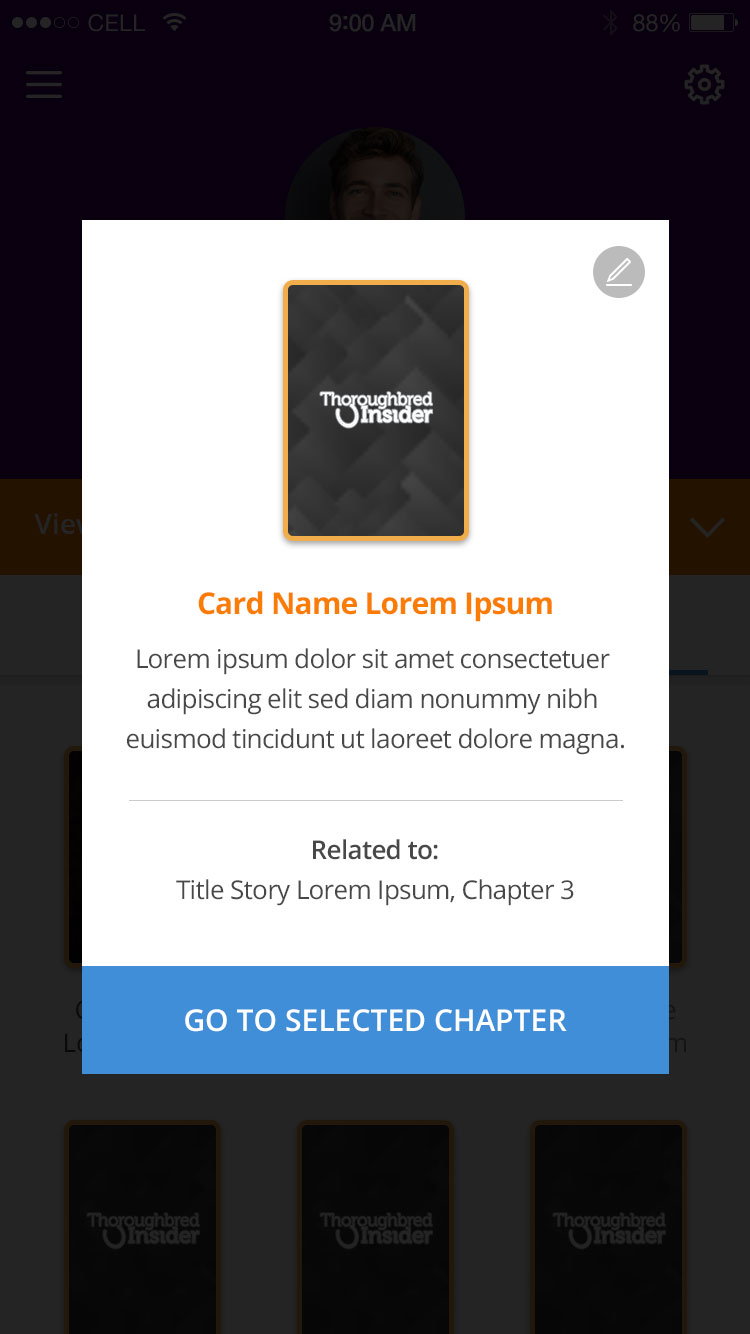 CELL 9:00 AM 88%
Thoroughbred
Insider
View
Card Name Lorem Ipsum
Lorem ipsum dolor sit amet consectetuer
adipiscing elit sed diam nonummy nibh
euismod tincidunt ut laoreet dolore magna.
Related to:
Title Story Lorem Ipsum, Chapter 3
GO TO SELECTED CHAPTER
Thoroughbred
Insider
Thoroughbred
Insider
Thoroughbred
Insider